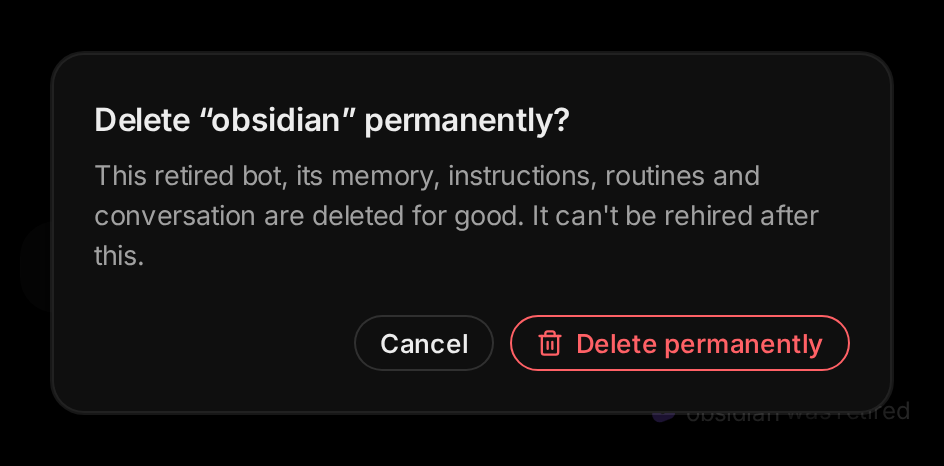 Delete “obsidian” permanently?
This retired bot, its memory, instructions, routines and
conversation are deleted for good. It can't be rehired after
this.
Cancel
Delete permanently
obsidian was retired